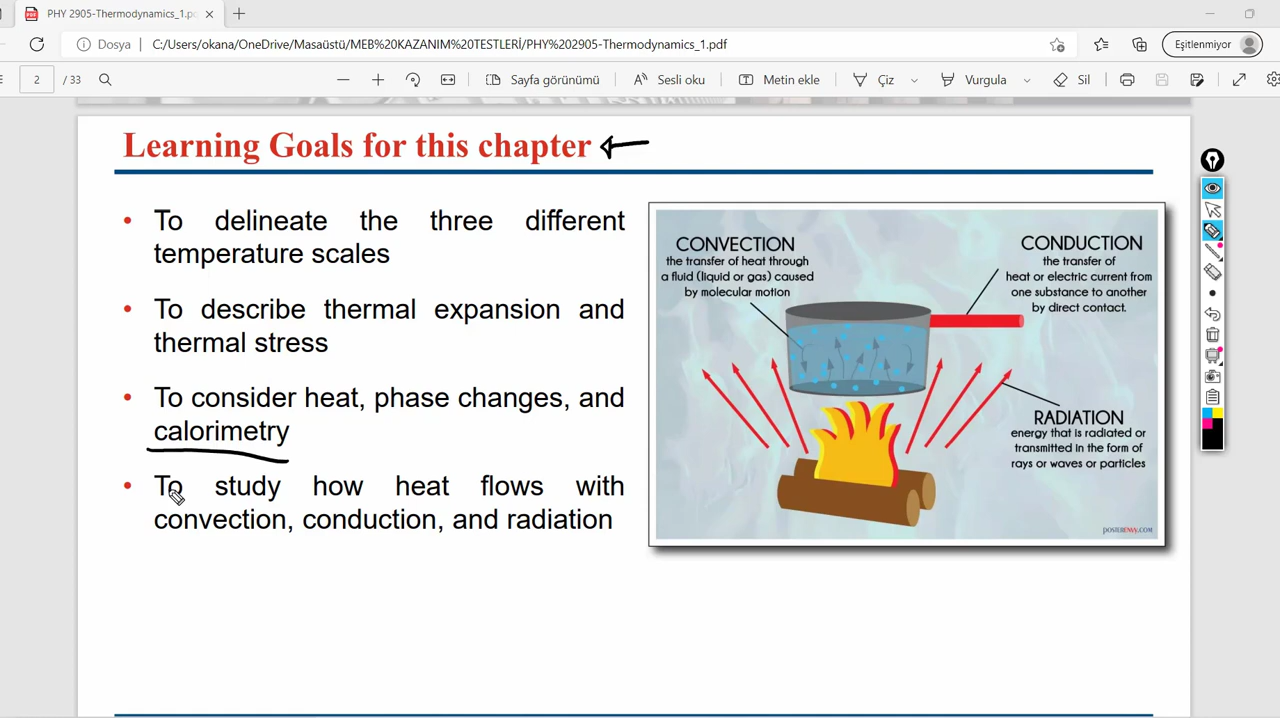 PHY 2905-Thermodynamics_1.pc
Dosya
C:/Users/okana/OneDrive/Masaüstü/MEB%20KAZANIM%20TESTLERİ/PHY%202905-Thermodynamics_1.pdf
Eşitlenmiyor
2 / 33
Sayfa görünümü
Sesli oku
Metin ekle
Çiz
Vurgula
Sil
Learning Goals for this chapter
• To delineate the three different
temperature scales
• To describe thermal expansion and
thermal stress
• To consider heat, phase changes, and
calorimetry
• To study how heat flows with
convection, conduction, and radiation
CONVECTION
the transfer of heat through
a fluid (liquid or gas) caused
by molecular motion
CONDUCTION
the transfer of
heat or electric current from
one substance to another
by direct contact.
RADIATION
energy that is radiated or
transmitted in the form of
rays or waves or particles
POSTERENVY.COM